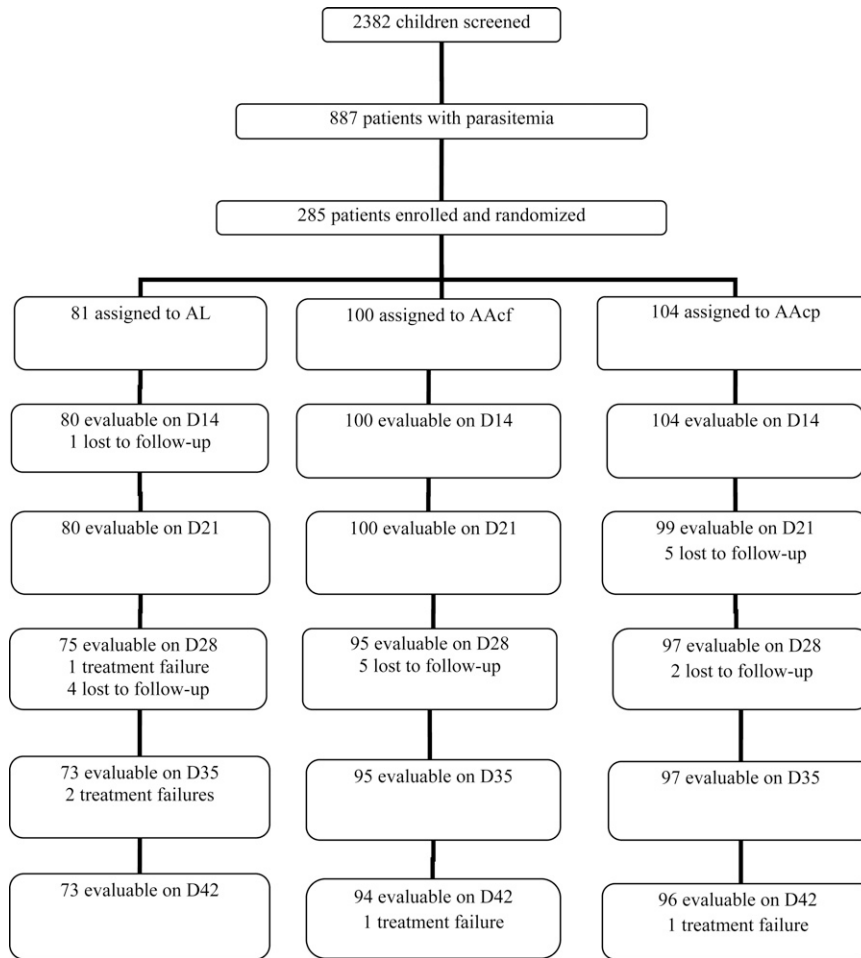 2382 children screened
887 patients with parasitemia
285 patients enrolled and randomized
81 assigned to AL
100 assigned to AAcf
104 assigned to AAcp
80 evaluable on D14
1 lost to follow-up
100 evaluable on D14
104 evaluable on D14
80 evaluable on D21
100 evaluable on D21
99 evaluable on D21
5 lost to follow-up
75 evaluable on D28
1 treatment failure
4 lost to follow-up
95 evaluable on D28
5 lost to follow-up
97 evaluable on D28
2 lost to follow-up
73 evaluable on D35
2 treatment failures
95 evaluable on D35
97 evaluable on D35
73 evaluable on D42
94 evaluable on D42
1 treatment failure
96 evaluable on D42
1 treatment failure